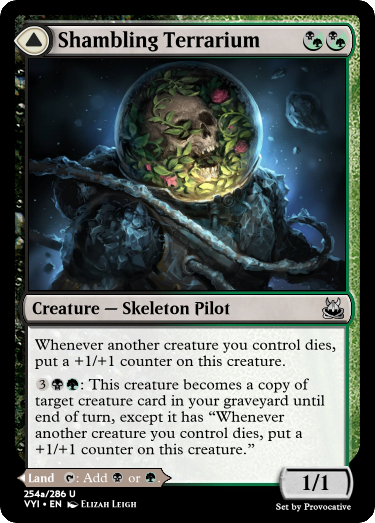 Shambling Terrarium
Creature — Skeleton Pilot
Whenever another creature you control dies,
put a +1/+1 counter on this creature.
3: This creature becomes a copy of
target creature card in your graveyard until
end of turn, except it has “Whenever
another creature you control dies, put a
+1/+1 counter on this creature.”
Land : Add or .
1/1
254a/286 U
VYI • EN Elizah Leigh
Set by Provocative